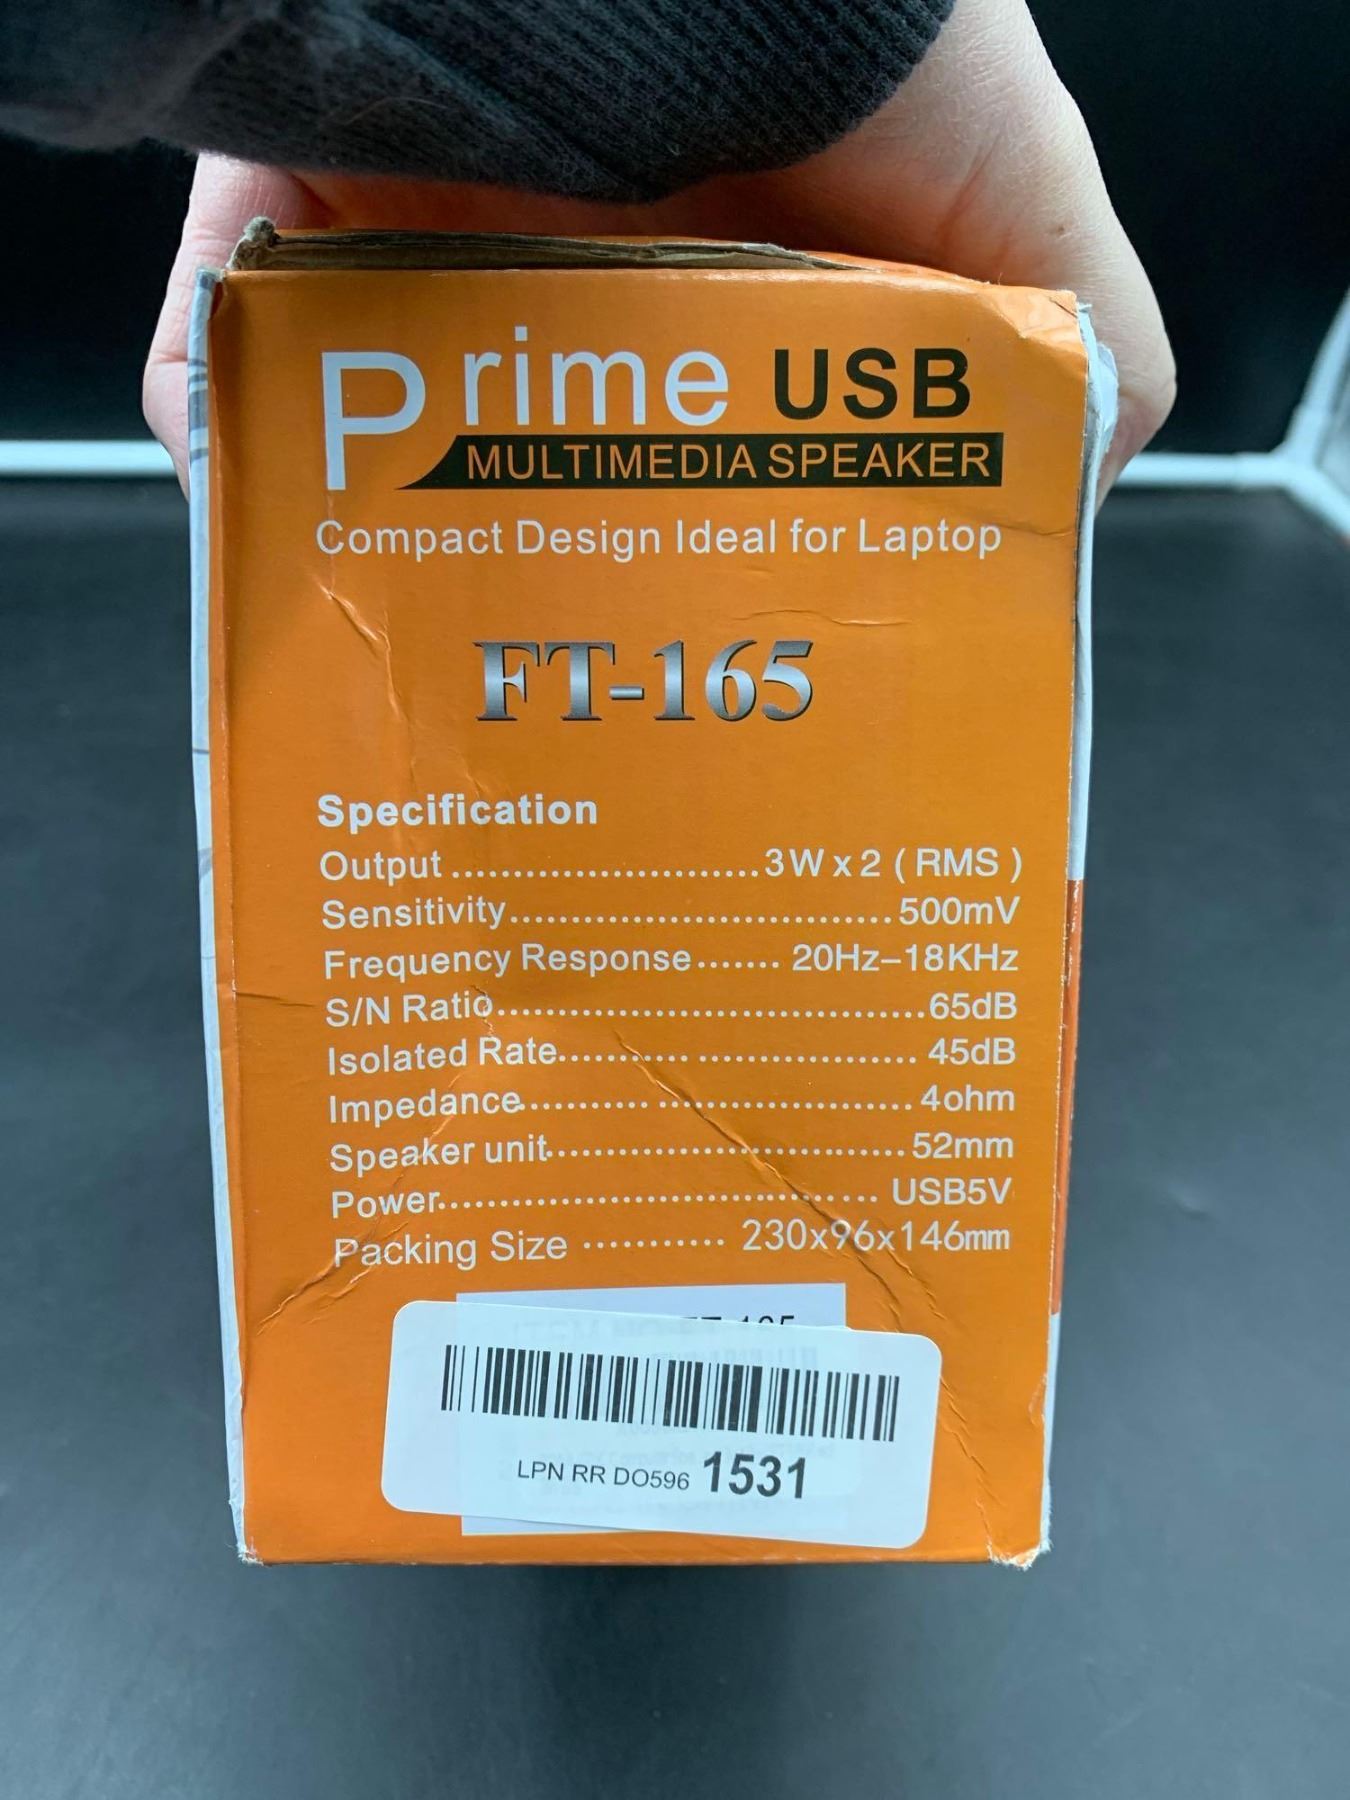 Prime USB
MULTIMEDIA SPEAKER
Compact Design Ideal for Laptop
FT-165
Specification
Output ........................... 3W x 2 ( RMS )
Sensitivity................................ 500mV
Frequency Response....... 20Hz–18KHz
S/N Ratio....................................65dB
Isolated Rate........... ................... 45dB
Impedance........... ...................... 4ohm
Speaker unit.............................. 52mm
Power.................................... ... USB5V
Packing Size ............ 230x96x146mm
LPN RR DO596 1531